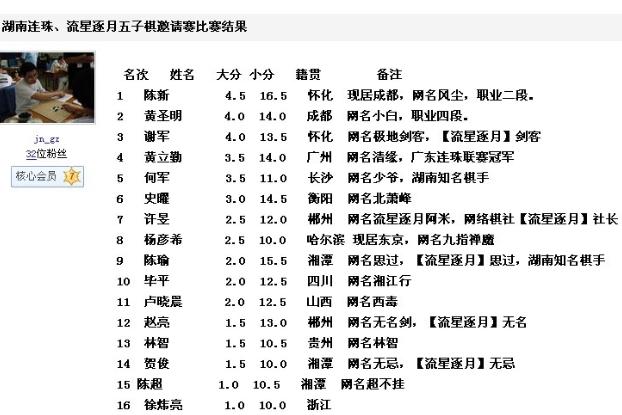 湖南连珠、流星逐月五子棋邀请赛比赛结果
jn_gz
32位粉丝
核心会员 7
名次 姓名 大分 小分 籍贯 备注
1 陈新 4.5 16.5 怀化 现居成都，网名风尘，职业二段。
2 黄圣明 4.0 14.0 成都 网名小白，职业四段。
3 谢军 4.0 13.5 怀化 网名极地剑客，【流星逐月】剑客
4 黄立勤 3.5 14.0 广州 网名清缘，广东连珠联赛冠军
5 何军 3.5 11.0 长沙 网名少爷，湖南知名棋手
6 史曜 3.0 14.5 衡阳 网名北萧峰
7 许昱 2.5 12.0 郴州 网名流星逐月阿米，网络棋社【流星逐月】社长
8 杨彦希 2.5 10.0 哈尔滨 现居东京，网名九指禅魔
9 陈瑜 2.0 15.5 湘潭 网名思过，【流星逐月】思过，湖南知名棋手
10 毕平 2.0 12.5 四川 网名湘江行
11 卢晓晨 2.0 12.5 山西 网名西毒
12 赵亮 1.5 13.0 郴州 网名无名剑，【流星逐月】无名
13 林智 1.5 10.5 贵州 网名林智
14 贺俊 1.5 10.0 湘潭 网名无忌，【流星逐月】无忌
15 陈超 1.0 10.5 湘潭 网名超不挂
16 徐炜亮 1.0 10.0 浙江